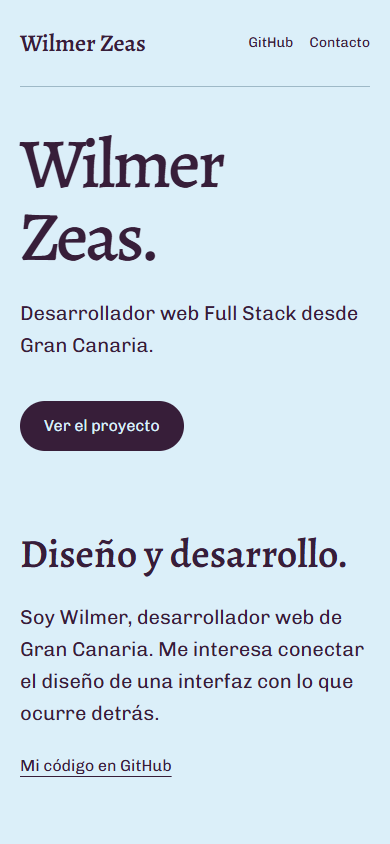 Wilmer Zeas
GitHub Contacto
Wilmer
Zeas.
Desarrollador web Full Stack desde
Gran Canaria.
Ver el proyecto
Diseño y desarrollo.
Soy Wilmer, desarrollador web de
Gran Canaria. Me interesa conectar
el diseño de una interfaz con lo que
ocurre detrás.
Mi código en GitHub